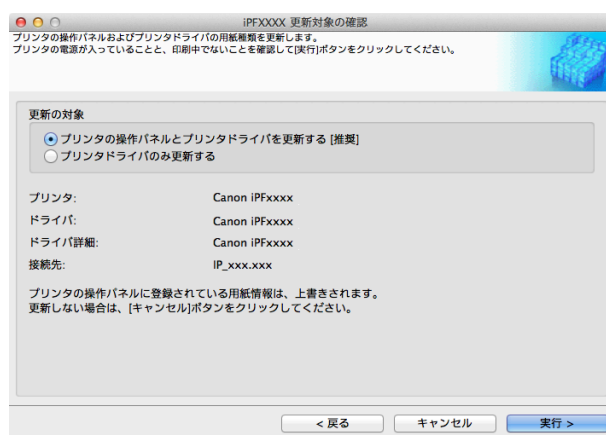 iPFXXXX 更新対象の確認
プリンタの操作パネルおよびプリンタドライバの用紙種類を更新します。
プリンタの電源が入っていることと、印刷中でないことを確認して[実行]ボタンをクリックしてください。
更新の対象
プリンタの操作パネルとプリンタドライバを更新する [推奨]
プリンタドライバのみ更新する
プリンタ: Canon iPFxxxx
ドライバ: Canon iPFxxxx
ドライバ詳細: Canon iPFxxxx
接続先: IP_xxx.xxx
プリンタの操作パネルに登録されている用紙情報は、上書きされます。
更新しない場合は、[キャンセル]ボタンをクリックしてください。
< 戻る キャンセル 実行 >